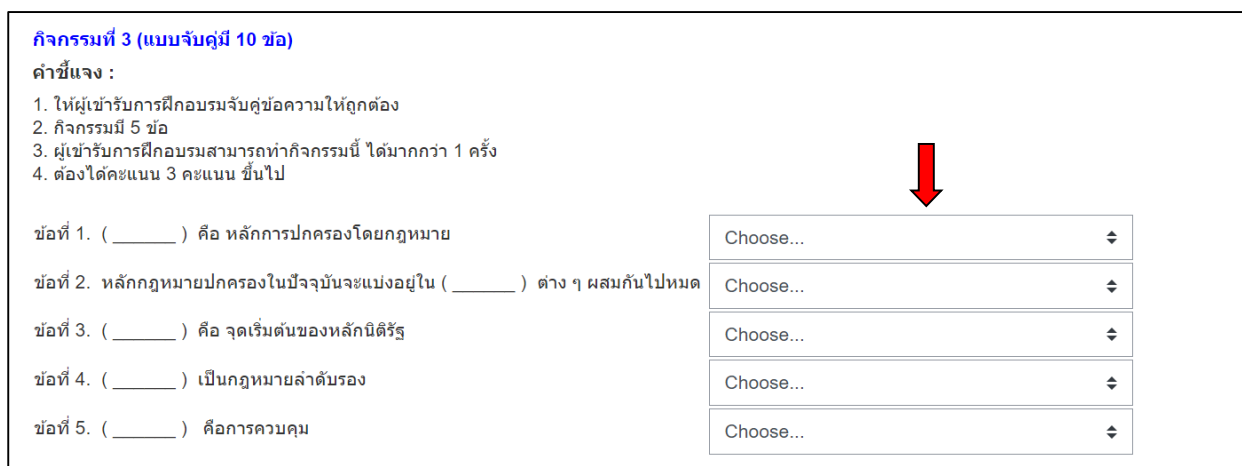 กิจกรรมที่ 3 (แบบจับคู่มี 10 ข้อ)
คำชี้แจง :
1. ให้ผู้เข้ารับการฝึกอบรมจับคู่ข้อความให้ถูกต้อง
2. กิจกรรมมี 5 ข้อ
3. ผู้เข้ารับการฝึกอบรมสามารถทำกิจกรรมนี้ ได้มากกว่า 1 ครั้ง
4. ต้องได้คะแนน 3 คะแนน ขึ้นไป
ข้อที่ 1. ( ______ ) คือ หลักการปกครองโดยกฎหมาย Choose...
ข้อที่ 2. หลักกฎหมายปกครองในปัจจุบันจะแบ่งอยู่ใน ( ______ ) ต่าง ๆ ผสมกันไปหมด Choose...
ข้อที่ 3. ( ______ ) คือ จุดเริ่มต้นของหลักนิติรัฐ Choose...
ข้อที่ 4. ( ______ ) เป็นกฎหมายลำดับรอง Choose...
ข้อที่ 5. ( ______ ) คือการควบคุม Choose...